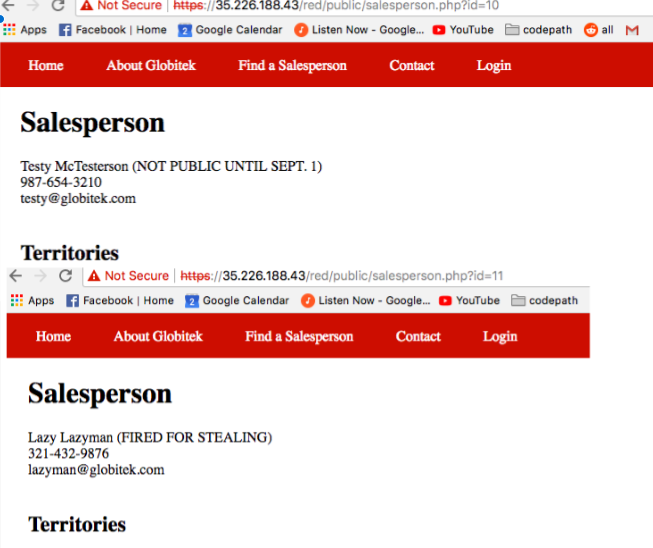 Not Secure | https://35.226.188.43/red/public/salesperson.php?id=10
Apps Facebook | Home 2 Google Calendar Listen Now - Google... YouTube codepath all M
Home About Globitek Find a Salesperson Contact Login
Salesperson
Testy McTesterson (NOT PUBLIC UNTIL SEPT. 1)
987-654-3210
testy@globitek.com
Territories
Not Secure | https://35.226.188.43/red/public/salesperson.php?id=11
Apps Facebook | Home 2 Google Calendar Listen Now - Google... YouTube codepath
Home About Globitek Find a Salesperson Contact Login
Salesperson
Lazy Lazyman (FIRED FOR STEALING)
321-432-9876
lazyman@globitek.com
Territories